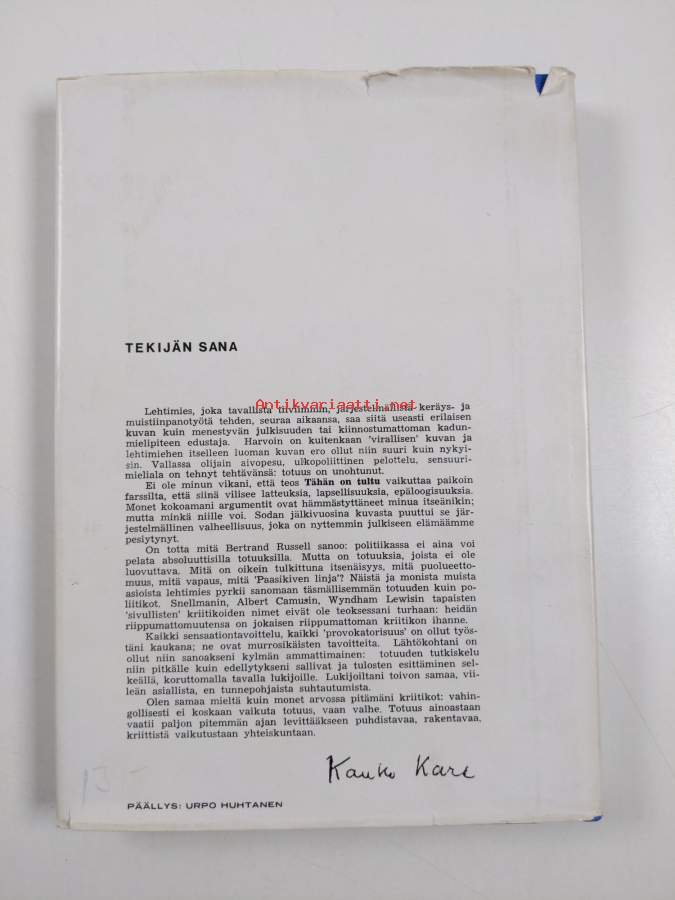 TEKIJÄN SANA
Antikvariaatti.net
Lehtimies, joka tavallista tiiviimmin, järjestelmällistä keräys- ja
muistiinpanotyötä tehden, seuraa aikaansa, saa siitä useasti erilaisen
kuvan kuin menestyvän julkisuuden tai kiinnostumattoman kadun-
mielipiteen edustaja. Harvoin on kuitenkaan 'virallisen' kuvan ja
lehtimiehen itselleen luoman kuvan ero ollut niin suuri kuin nykyi-
sin. Vallassa olijain aivopesu, ulkopoliittinen pelottelu, sensuuri-
mieliala on tehnyt tehtävänsä: totuus on unohtunut.
Ei ole minun vikani, että teos Tähän on tultu vaikuttaa paikoin
farssilta, että siinä vilisee latteuksia, lapsellisuuksia, epäloogisuuksia.
Monet kokoamani argumentit ovat hämmästyttäneet minua itseänikin;
mutta minkä niille voi. Sodan jälkivuosina kuvasta puuttui se jär-
jestelmällinen valheellisuus, joka on nyttemmin julkiseen elämäämme
pesiytynyt.
On totta mitä Bertrand Russell sanoo: politiikassa ei aina voi
pelata absoluuttisilla totuuksilla. Mutta on totuuksia, joista ei ole
luovuttava. Mitä on oikein tulkittuna itsenäisyys, mitä puolueetto-
muus, mitä vapaus, mitä 'Paasikiven linja'? Näistä ja monista muista
asioista lehtimies pyrkii sanomaan täsmällisemmän totuuden kuin po-
liitikot. Snellmanin, Albert Camusin, Wyndham Lewisin tapaisten
'sivullisten' kriitikoiden nimet eivät ole teoksessani turhaan: heidän
riippumattomuutensa on jokaisen riippumattoman kriitikon ihanne.
Kaikki sensaationtavoittelu, kaikki 'provokatorisuus' on ollut työs-
täni kaukana; ne ovat murrosikäisten tavoitteita. Lähtökohtani on
ollut niin sanoakseni kylmän ammattimainen: totuuden tutkiskelu
niin pitkälle kuin edellytykseni sallivat ja tulosten esittäminen sel-
keällä, koruttomalla tavalla lukijoille. Lukijoiltani toivon samaa, vii-
leän asiallista, en tunnepohjaista suhtautumista.
Olen samaa mieltä kuin monet arvossa pitämäni kriitikot: vahin-
gollisesti ei koskaan vaikuta totuus, vaan valhe. Totuus ainoastaan
vaatii paljon pitemmän ajan levittääkseen puhdistavaa, rakentavaa,
kriittistä vaikutustaan yhteiskuntaan.
Kauko Kare
13-
PÄÄLLYS: URPO HUHTANEN